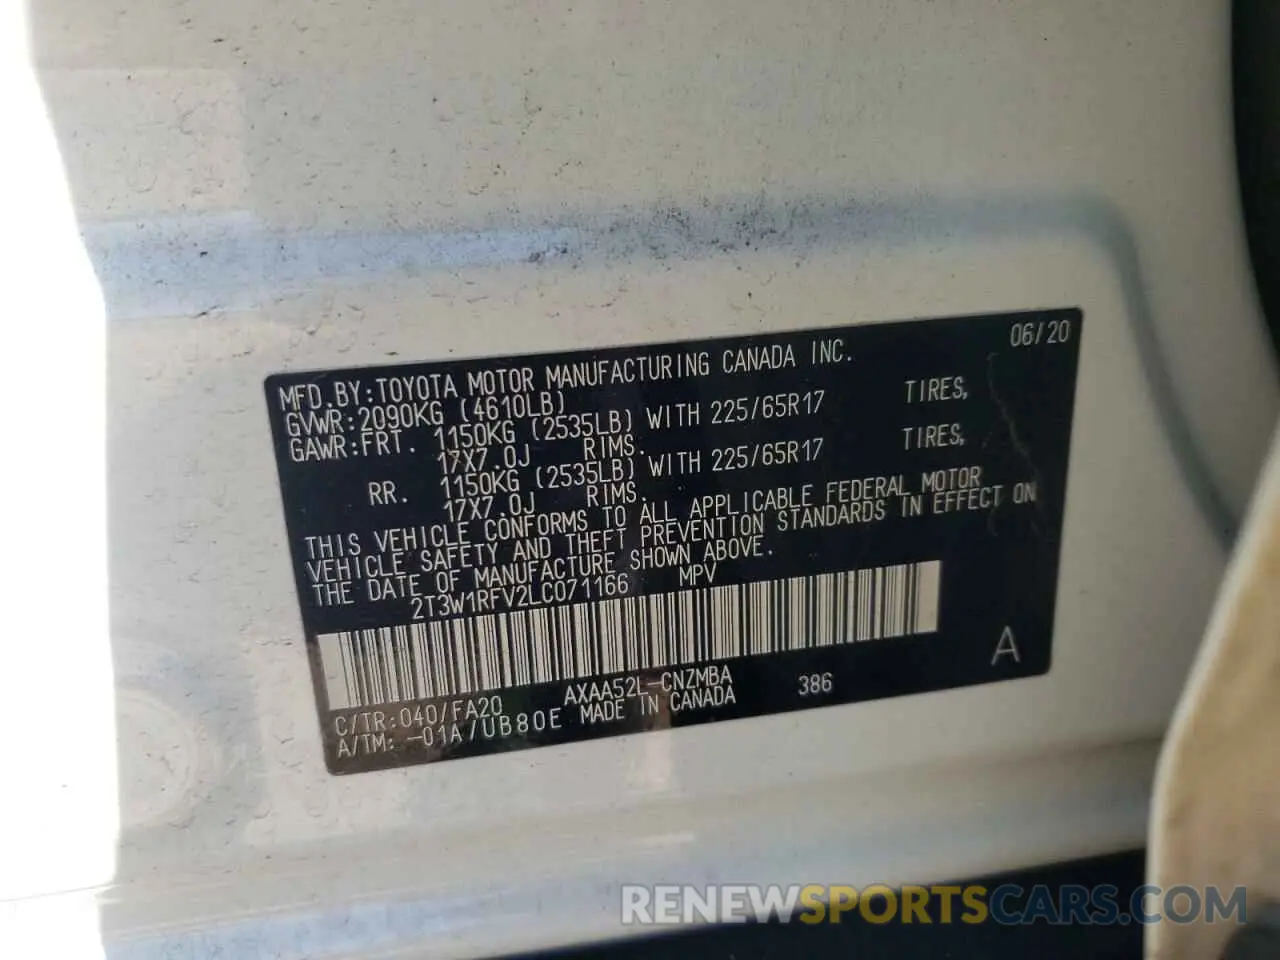 06/20
MFD.BY:TOYOTA MOTOR MANUFACTURING CANADA INC.
GVWR:2090KG (4610LB)
GAWR:FRT. 1150KG (2535LB) WITH 225/65R17 TIRES,
17X7.0J RIMS.
RR. 1150KG (2535LB) WITH 225/65R17 TIRES,
17X7.0J RIMS.
THIS VEHICLE CONFORMS TO ALL APPLICABLE FEDERAL MOTOR
VEHICLE SAFETY AND THEFT PREVENTION STANDARDS IN EFFECT ON
THE DATE OF MANUFACTURE SHOWN ABOVE.
2T3W1RFV2LC071166 MPV
A
C/TR:040/FA20 AXAA52L-CNZMBA 386
A/TM: -01A/UB80E MADE IN CANADA
RENEWSPORTSCARS.COM